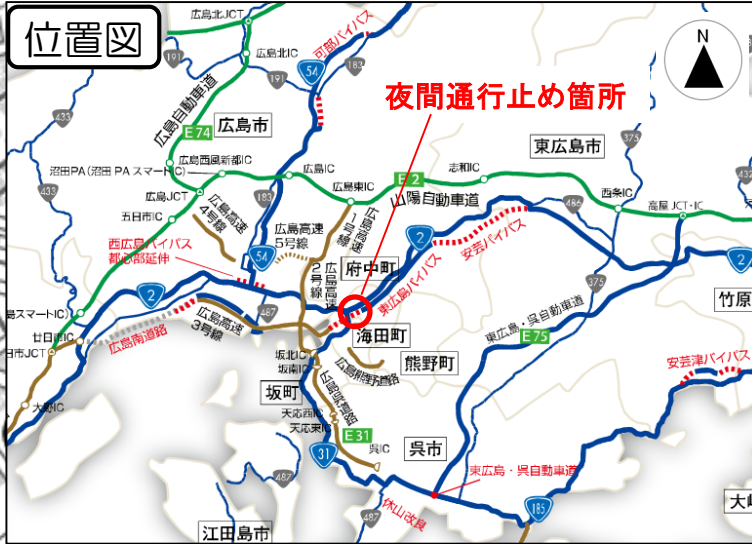 位置図
広島北JCT
広島北IC
可部バイパス
191
191
54
183
N
夜間通行止め箇所
433
広島自動車道
E74
広島市
375
東広島市
広島西風新都IC
沼田PA(沼田 PA スマートIC)
広島IC
志和IC
E2
433
広島JCT
183
広島東IC
山陽自動車道
西条IC
高屋 JCT・IC
486
五日市IC
広島高速
4号線
広島高速
5号線
広島高速
1号線
2
安芸バイパス
西広島バイパス
都心部延伸
54
府中町
東広島バイパス
広島高速
2号線
2
185
375
竹原
487
海田町
廿日市IC
広島南道路
広島高速
3号線
東広島・呉自動車道
E75
熊野町
坂北IC
坂南IC
広島熊野道路
安芸津バイパス
坂町
広島呉道路
大野IC
天応西IC
天応東IC
E31
呉IC
呉市
31
東広島・呉自動車道
487
休山改良
487
185
江田島市